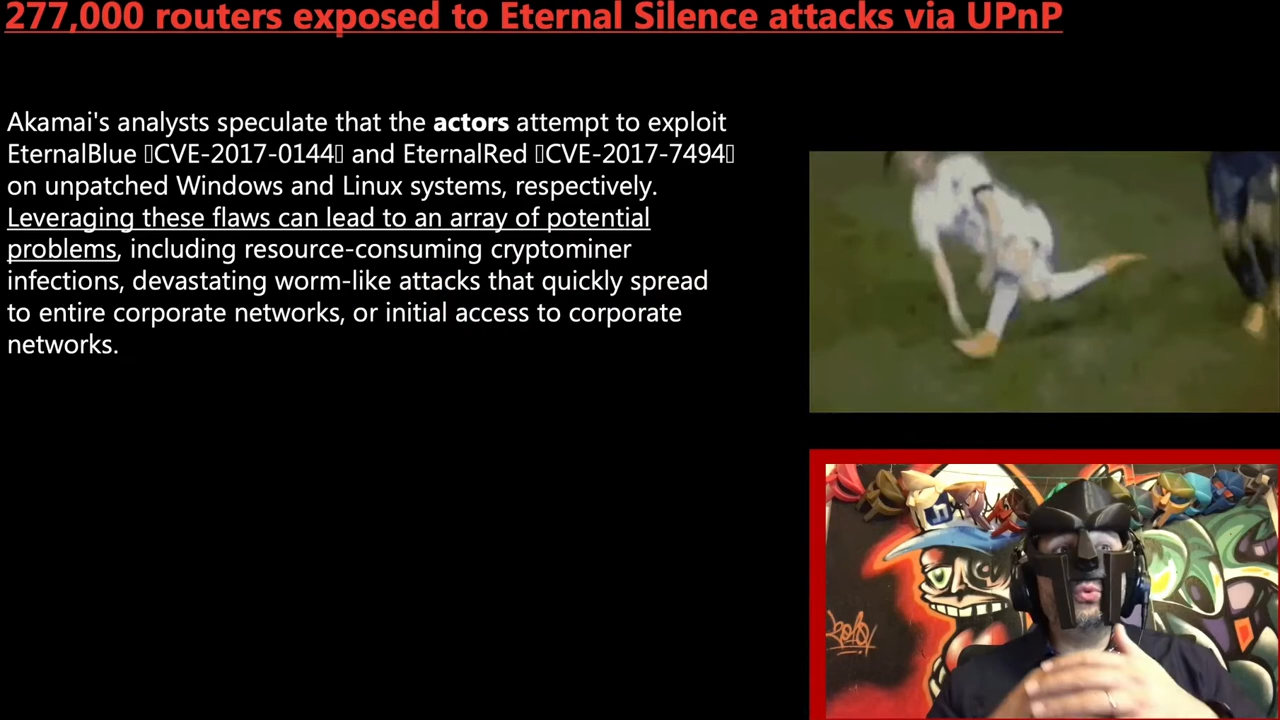 277,000 routers exposed to Eternal Silence attacks via UPnP
Akamai's analysts speculate that the actors attempt to exploit
EternalBlue ▯CVE-2017-0144▯ and EternalRed ▯CVE-2017-7494▯
on unpatched Windows and Linux systems, respectively.
Leveraging these flaws can lead to an array of potential
problems, including resource-consuming cryptominer
infections, devastating worm-like attacks that quickly spread
to entire corporate networks, or initial access to corporate
networks.